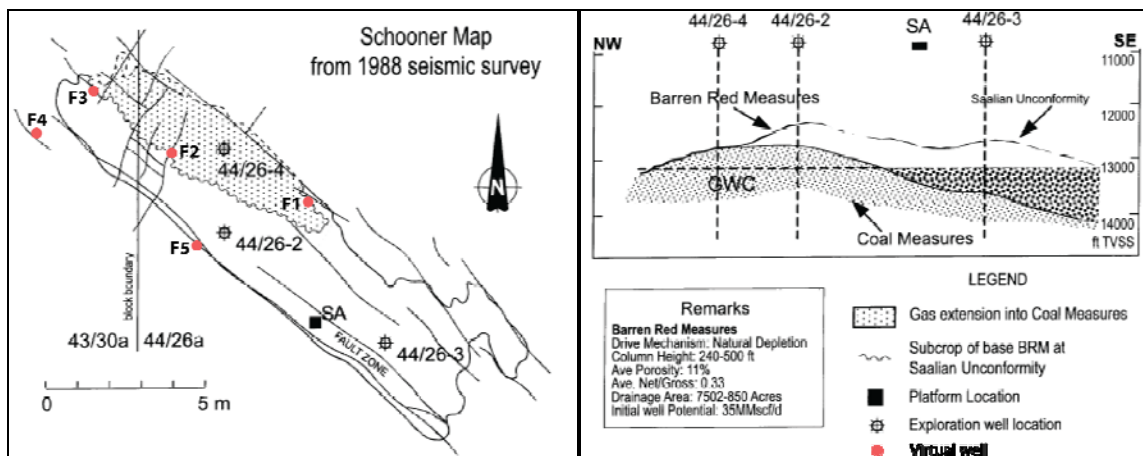 Schooner Map
from 1988 seismic survey
F3
F4
F2
44/26-4
F1
N
F5
44/26-2
block boundary
SA
43/30a
44/26a
FAULT ZONE
44/26-3
0
5 m
44/26-4
44/26-2
SA
44/26-3
NW
SE
11000
Barren Red Measures
Saalian Unconformity
12000
13000
GWC
Coal Measures
14000
ft TVSS
LEGEND
Remarks
Barren Red Measures
Drive Mechanism: Natural Depletion
Column Height: 240-500 ft
Ave Porosity: 11%
Ave. Net/Gross: 0.33
Drainage Area: 7502-850 Acres
Initial well Potential: 35MMscf/d
Gas extension into Coal Measures
Subcrop of base BRM at
Saalian Unconformity
Platform Location
Exploration well location
Virtual well